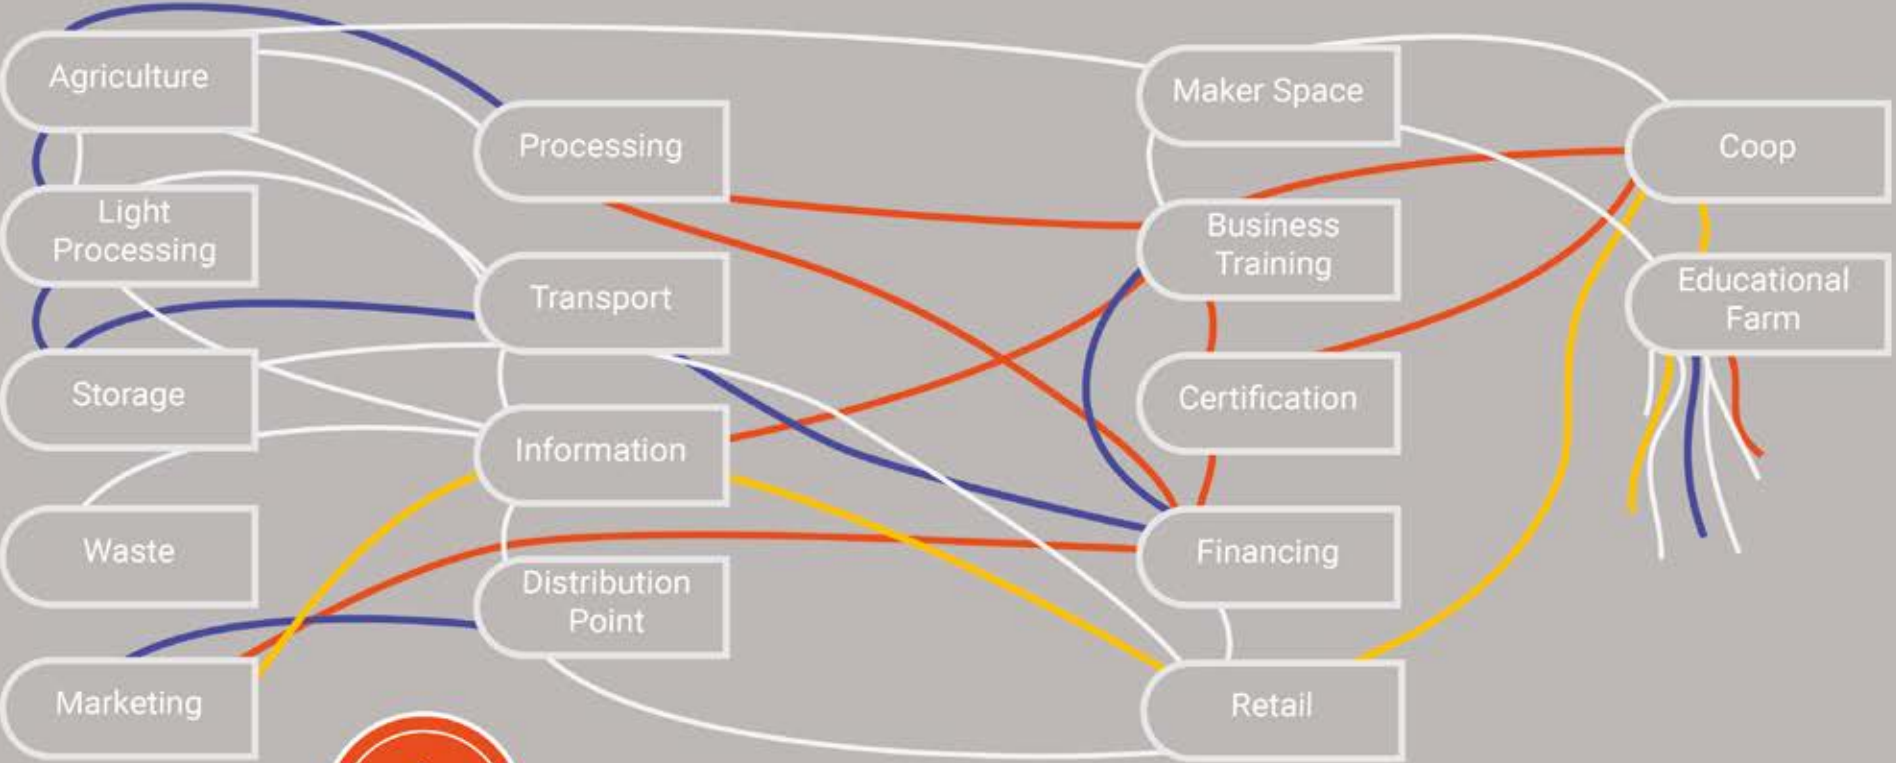 Agriculture
Light
Processing
Storage
Waste
Marketing
Processing
Transport
Information
Distribution
Point
Maker Space
Business
Training
Certification
Financing
Retail
Coop
Educational
Farm